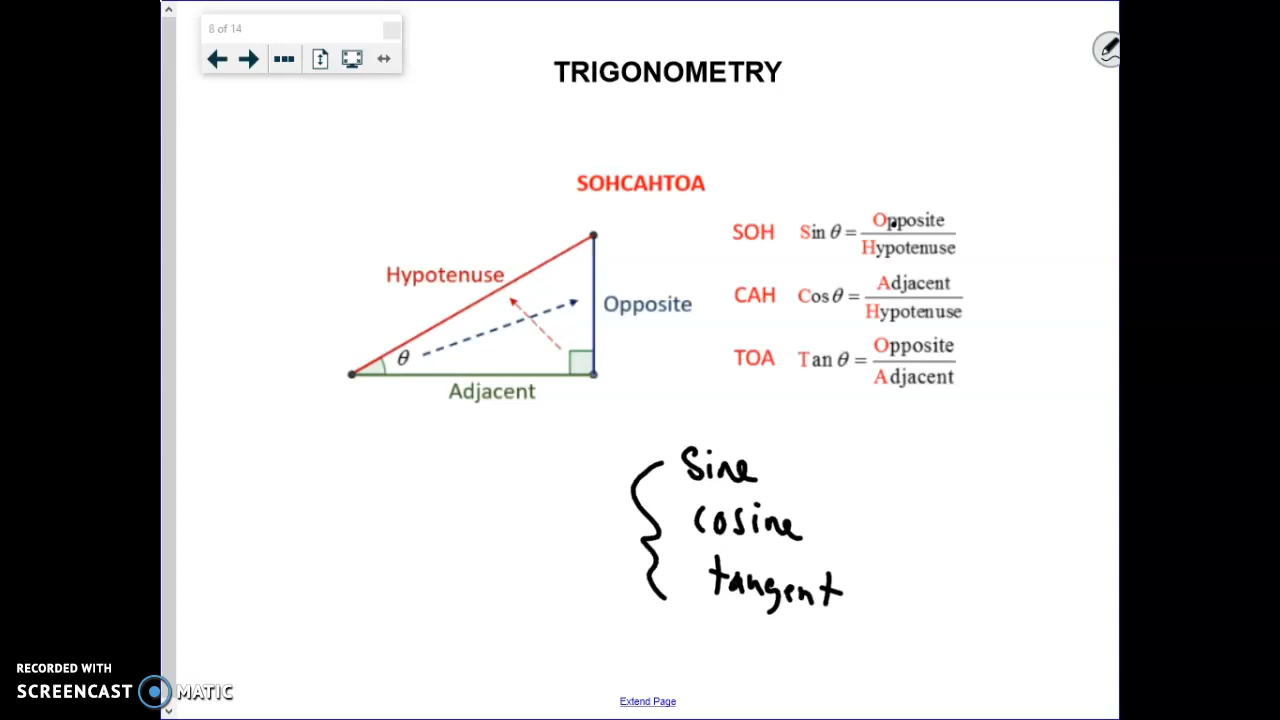 8 of 14
TRIGONOMETRY
SOHCAHTOA
Hypotenuse
Opposite
θ
Adjacent
SOH Sin θ = Opposite
Hypotenuse
CAH Cos θ = Adjacent
Hypotenuse
TOA Tan θ = Opposite
Adjacent
Sine
cosine
tangent
RECORDED WITH
SCREENCAST MATIC
Extend Page